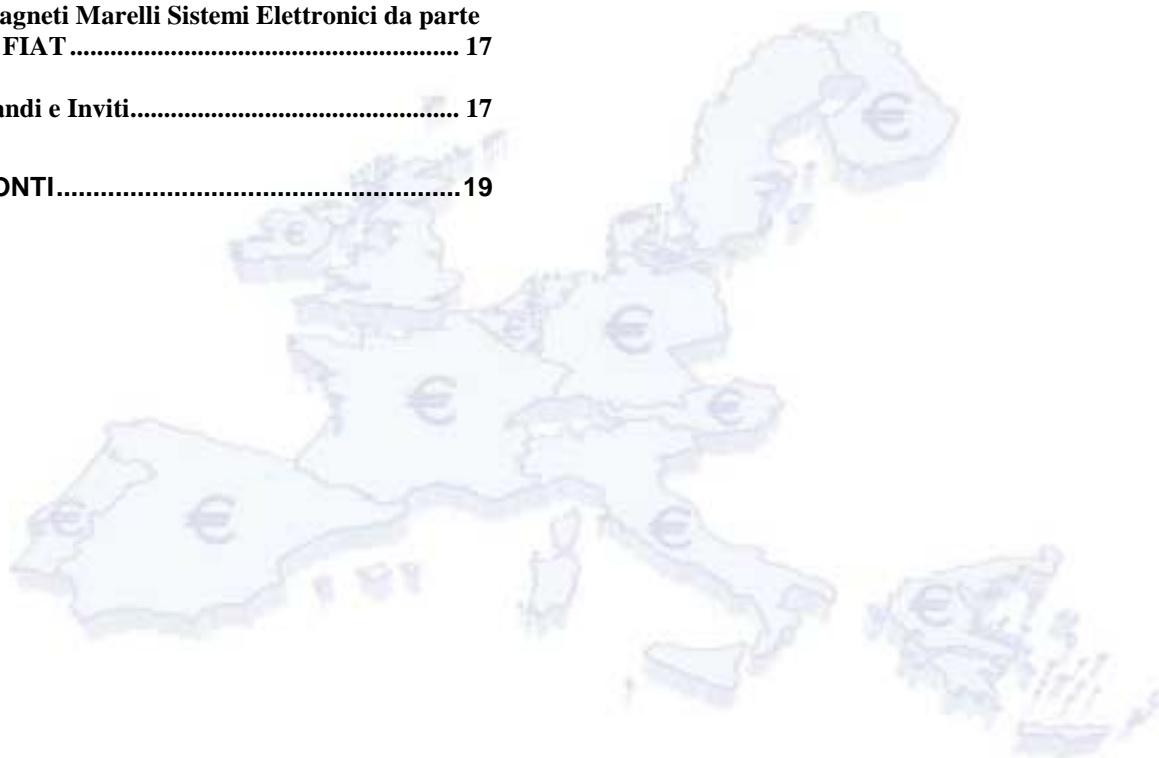 agneti Marelli Sistemi Elettronici da parte
FIAT .......................................................... 17
andi e Inviti................................................. 17
ONTI.....................................................19
€
€
€
€
€
€
€
€
€
€
€